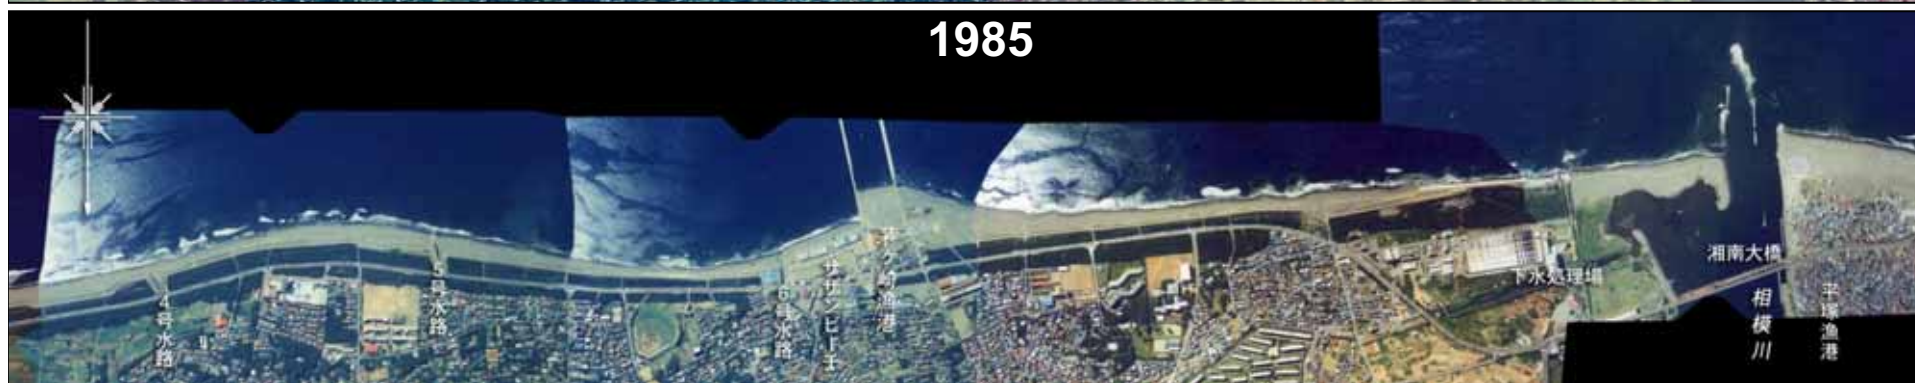 1985
4号水路
5号水路
6号水路
サザンビーチ
茅ヶ崎漁港
下水処理場
湘南大橋
相模川
平塚漁港